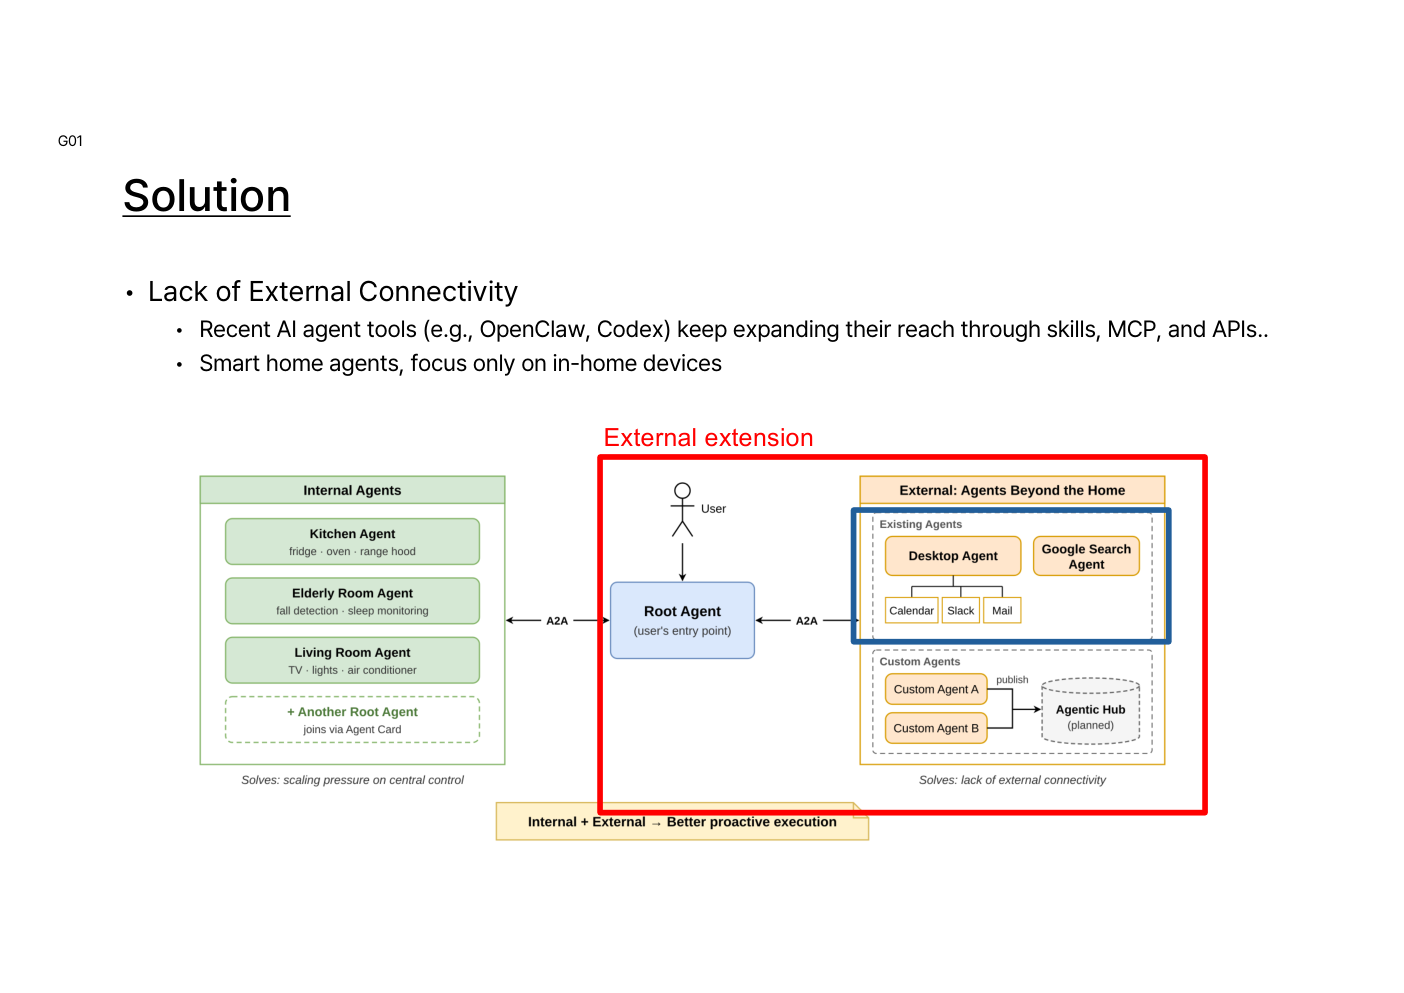 G01
Solution
• Lack of External Connectivity
• Recent AI agent tools (e.g., OpenClaw, Codex) keep expanding their reach through skills, MCP, and APIs..
• Smart home agents, focus only on in-home devices
External extension
Internal Agents
Kitchen Agent
fridge · oven · range hood
Elderly Room Agent
fall detection · sleep monitoring
Living Room Agent
TV · lights · air conditioner
+ Another Root Agent
joins via Agent Card
Solves: scaling pressure on central control
A2A
User
Root Agent
(user's entry point)
A2A
External: Agents Beyond the Home
Existing Agents
Desktop Agent
Google Search
Agent
Calendar
Slack
Mail
Custom Agents
Custom Agent A
publish
Custom Agent B
Agentic Hub
(planned)
Solves: lack of external connectivity
Internal + External → Better proactive execution